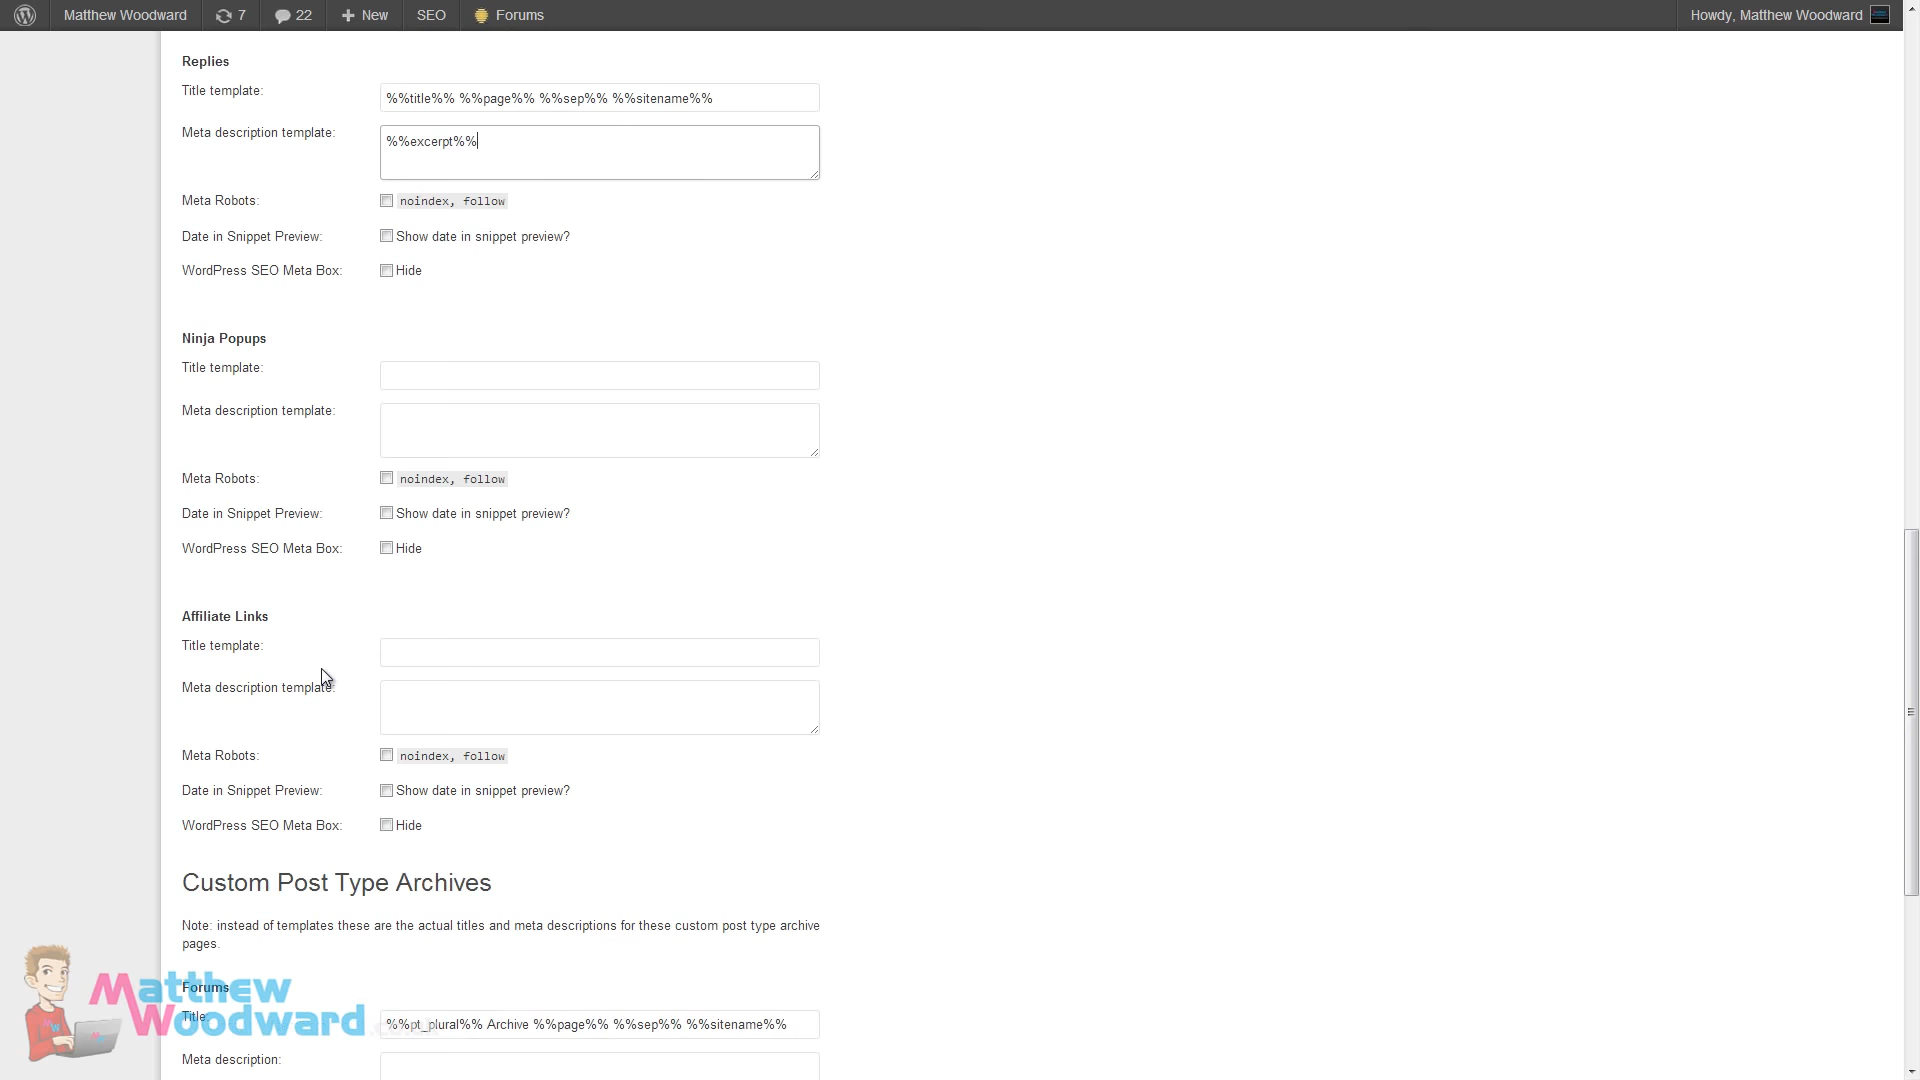 Matthew Woodward 7 22 New SEO Forums Howdy, Matthew Woodward
Replies
Title template: %%title%% %%page%% %%sep%% %%sitename%%
Meta description template: %%excerpt%%
Meta Robots: noindex, follow
Date in Snippet Preview: Show date in snippet preview?
WordPress SEO Meta Box: Hide
Ninja Popups
Title template:
Meta description template:
Meta Robots: noindex, follow
Date in Snippet Preview: Show date in snippet preview?
WordPress SEO Meta Box: Hide
Affiliate Links
Title template:
Meta description template:
Meta Robots: noindex, follow
Date in Snippet Preview: Show date in snippet preview?
WordPress SEO Meta Box: Hide
Custom Post Type Archives
Note: instead of templates these are the actual titles and meta descriptions for these custom post type archive
pages.
Forums
Title: %%pt_plural%% Archive %%page%% %%sep%% %%sitename%%
Meta description:
Matthew
Woodward